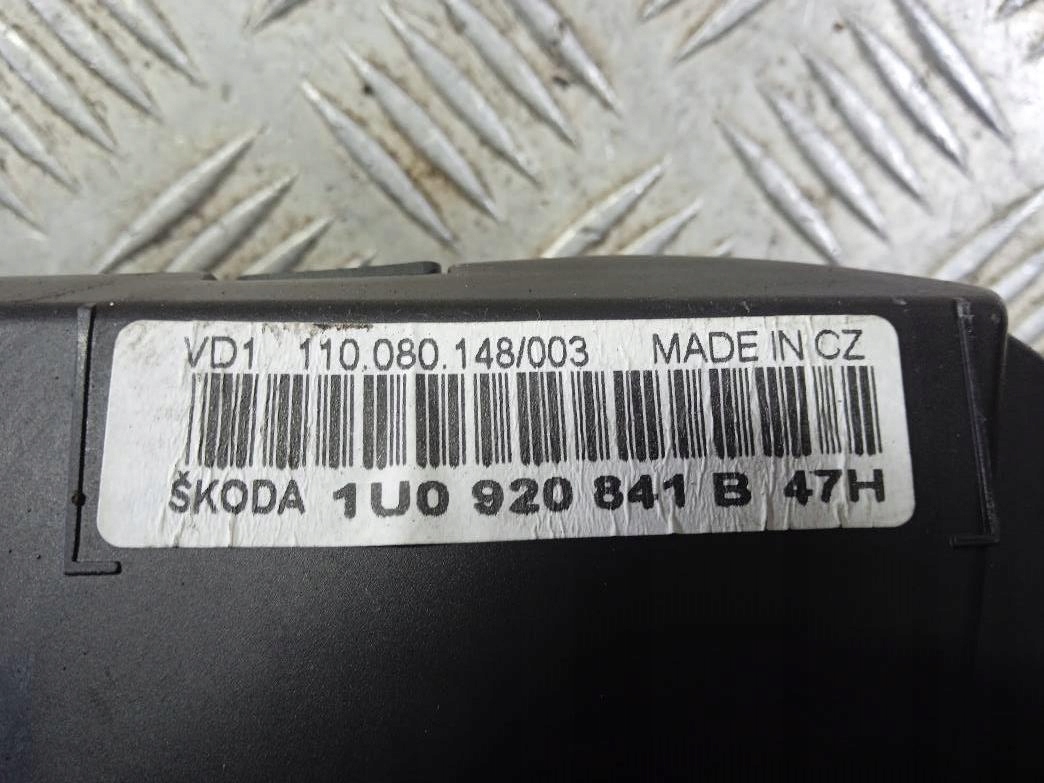 VD1 110.080.148/003 MADE IN CZ
ŠKODA 1U0 920 841 B 47H